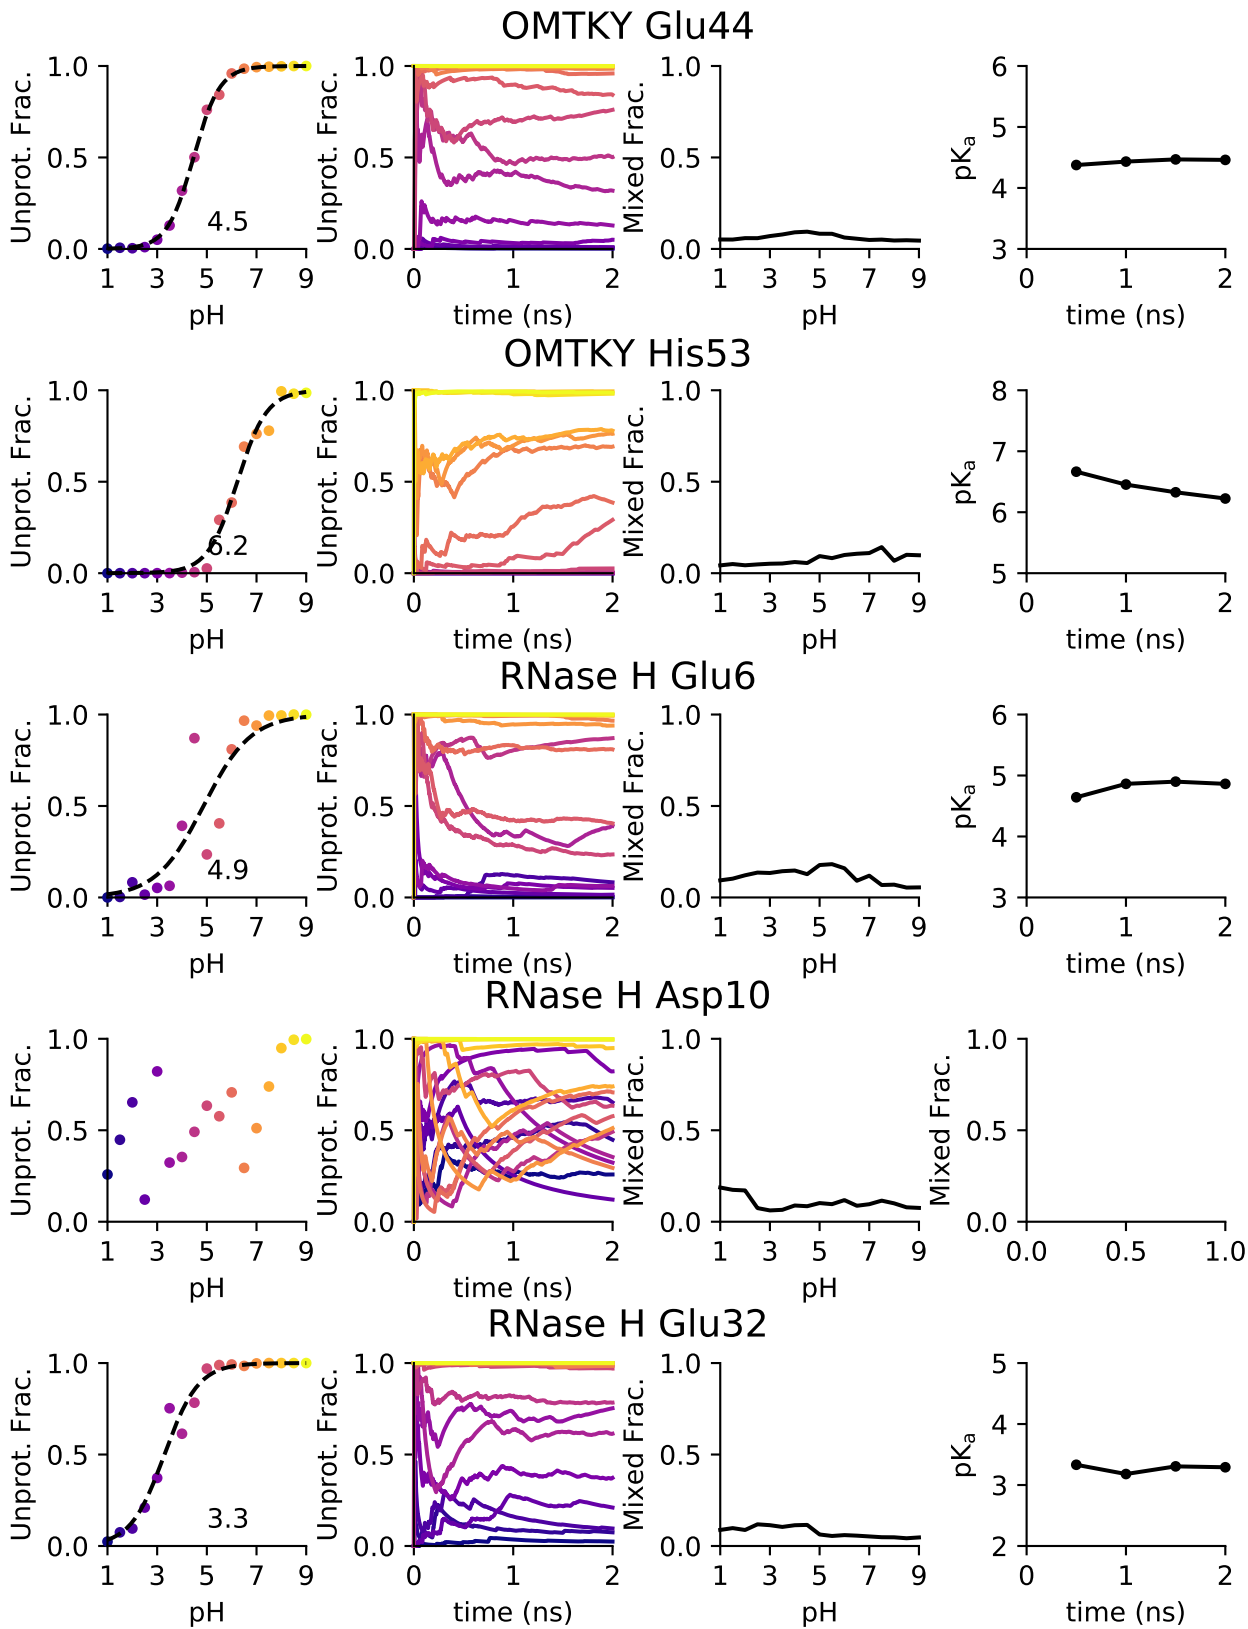 OMTKY Glu44
Unprot. Frac.
1.0
0.5
0.0
4.5
1 3 5 7 9
pH
Unprot. Frac.
1.0
0.5
0.0
0 1 2
time (ns)
Mixed Frac.
1.0
0.5
0.0
1 3 5 7 9
pH
pKa
6
5
4
3
0 1 2
time (ns)
OMTKY His53
Unprot. Frac.
1.0
0.5
0.0
6.2
1 3 5 7 9
pH
Unprot. Frac.
1.0
0.5
0.0
0 1 2
time (ns)
Mixed Frac.
1.0
0.5
0.0
1 3 5 7 9
pH
pKa
8
7
6
5
0 1 2
time (ns)
RNase H Glu6
Unprot. Frac.
1.0
0.5
0.0
4.9
1 3 5 7 9
pH
Unprot. Frac.
1.0
0.5
0.0
0 1 2
time (ns)
Mixed Frac.
1.0
0.5
0.0
1 3 5 7 9
pH
pKa
6
5
4
3
0 1 2
time (ns)
RNase H Asp10
Unprot. Frac.
1.0
0.5
0.0
1 3 5 7 9
pH
Unprot. Frac.
1.0
0.5
0.0
0 1 2
time (ns)
Mixed Frac.
1.0
0.5
0.0
1 3 5 7 9
pH
Mixed Frac.
1.0
0.5
0.0
0.0 0.5 1.0
RNase H Glu32
Unprot. Frac.
1.0
0.5
0.0
3.3
1 3 5 7 9
pH
Unprot. Frac.
1.0
0.5
0.0
0 1 2
time (ns)
Mixed Frac.
1.0
0.5
0.0
1 3 5 7 9
pH
pKa
5
4
3
2
0 1 2
time (ns)